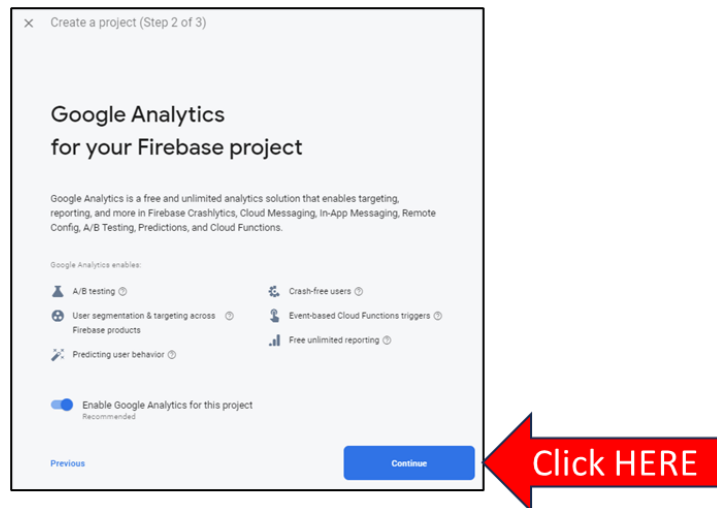 Create a project (Step 2 of 3)
Google Analytics
for your Firebase project
Google Analytics is a free and unlimited analytics solution that enables targeting,
reporting, and more in Firebase Crashlytics, Cloud Messaging, In-App Messaging, Remote
Config, A/B Testing, Predictions, and Cloud Functions.
Google Analytics enables:
A/B testing
User segmentation & targeting across
Firebase products
Predicting user behavior
Crash-free users
Event-based Cloud Functions triggers
Free unlimited reporting
Enable Google Analytics for this project
Recommended
Previous
Continue
Click HERE